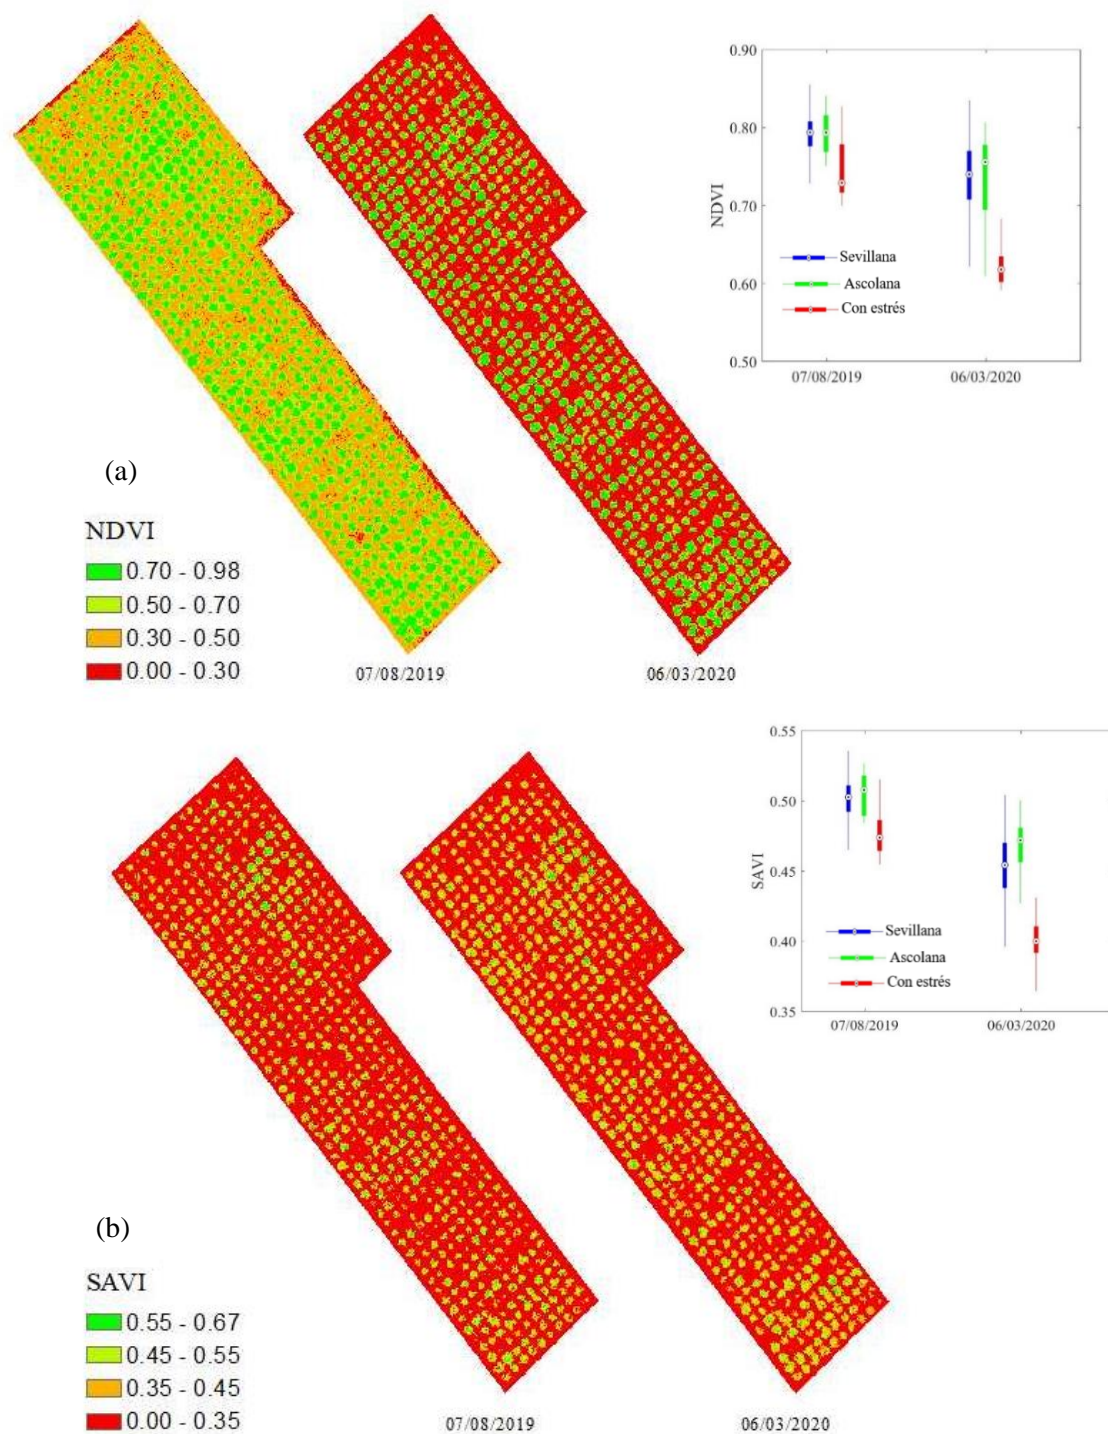 0.90
0.80
0.70
0.60
0.50
NDVI
Sevillana
Ascolana
Con estrés
07/08/2019
06/03/2020
(a)
NDVI
0.70 - 0.98
0.50 - 0.70
0.30 - 0.50
0.00 - 0.30
07/08/2019
06/03/2020
0.55
0.50
0.45
0.40
0.35
SAVI
Sevillana
Ascolana
Con estrés
07/08/2019
06/03/2020
(b)
SAVI
0.55 - 0.67
0.45 - 0.55
0.35 - 0.45
0.00 - 0.35
07/08/2019
06/03/2020